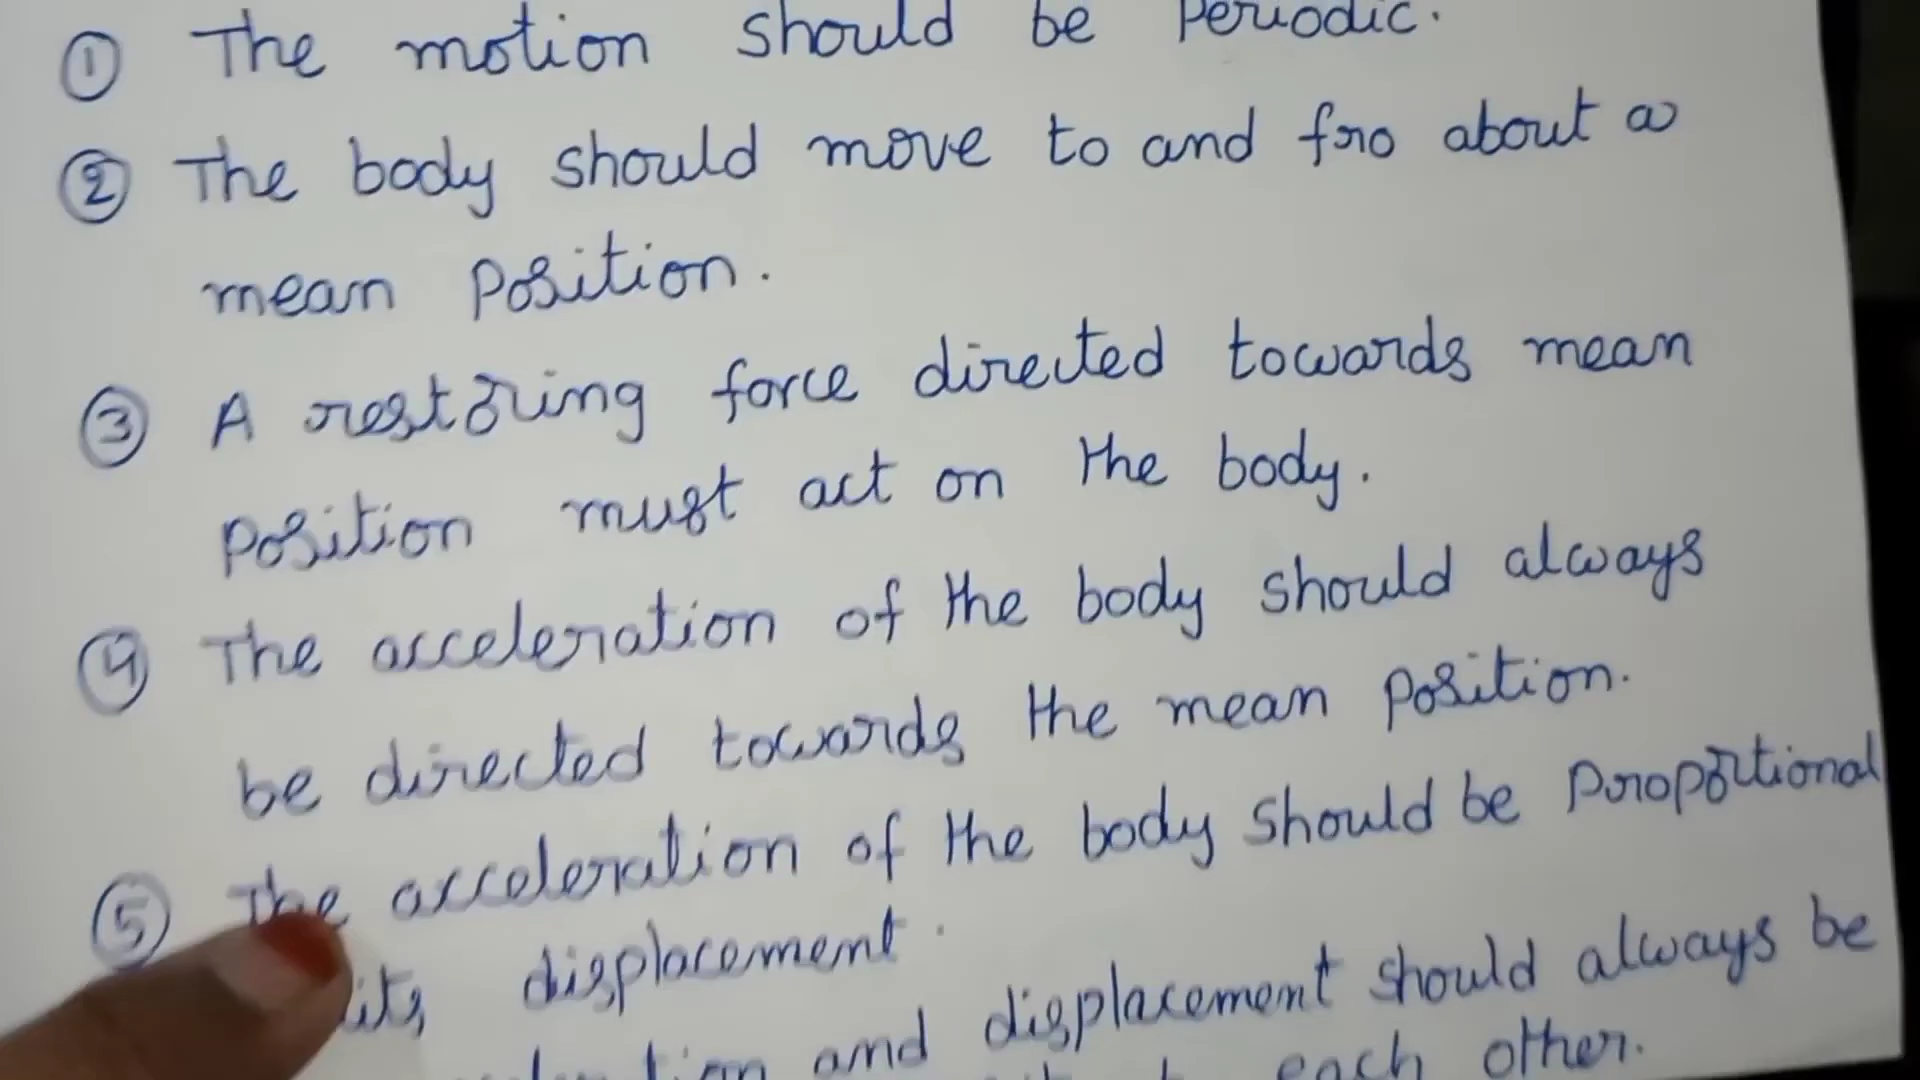 ① The motion should be Periodic.
② The body should move to and fro about a
mean Position.
③ A restoring force directed towards mean
Position must act on the body.
④ The acceleration of the body should always
be directed towards the mean Position.
⑤ The acceleration of the body should be Proportional
its displacement.
and displacement should always be
each other.